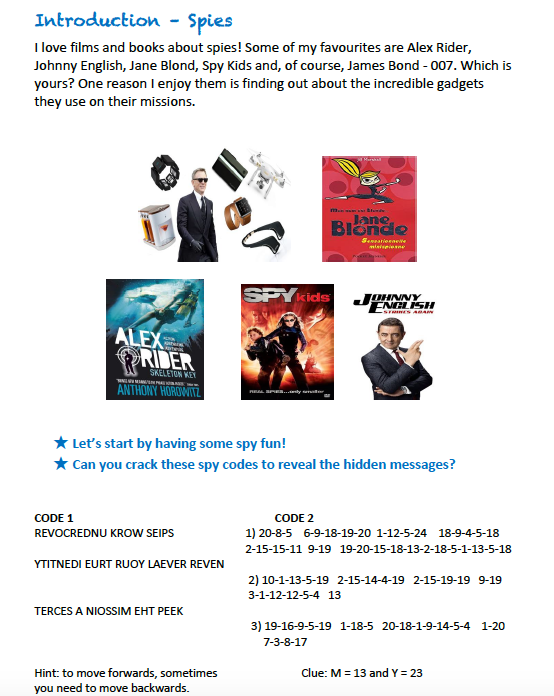 Introduction – Spies
I love films and books about spies! Some of my favourites are Alex Rider,
Johnny English, Jane Blond, Spy Kids and, of course, James Bond - 007. Which is
yours? One reason I enjoy them is finding out about the incredible gadgets
they use on their missions.
Jane
Blonde
Sensationnelle
minispionne
ALEX
RIDER
SKELETON KEY
ANTHONY HOROWITZ
SPY kids
REAL SPIES...only smaller
JOHNNY
ENGLISH
STRIKES AGAIN
★ Let's start by having some spy fun!
★ Can you crack these spy codes to reveal the hidden messages?
CODE 1
REVOCREDNU KROW SEIPS
YTITNEDI EURT RUOY LAEVER REVEN
TERCES A NIOSSIM EHT PEEK
Hint: to move forwards, sometimes
you need to move backwards.
CODE 2
1) 20-8-5 6-9-18-19-20 1-12-5-24 18-9-4-5-18
2-15-15-11 9-19 19-20-15-18-13-2-18-5-1-13-5-18
2) 10-1-13-5-19 2-15-14-4-19 2-15-19-19 9-19
3-1-12-12-5-4 13
3) 19-16-9-5-19 1-18-5 20-18-1-9-14-5-4 1-20
7-3-8-17
Clue: M = 13 and Y = 23